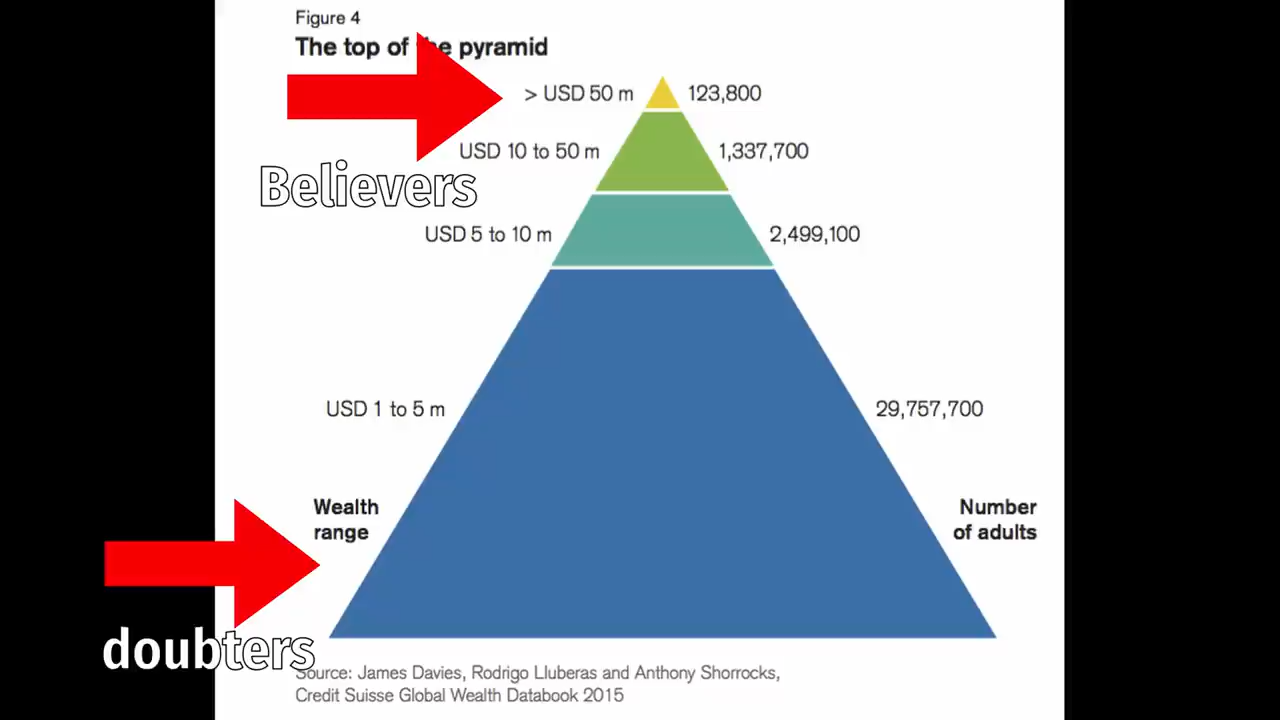 Figure 4
The top of the pyramid
> USD 50 m 123,800
USD 10 to 50 m 1,337,700
Believers
USD 5 to 10 m 2,499,100
USD 1 to 5 m 29,757,700
Wealth
range
Number
of adults
doubters
Source: James Davies, Rodrigo Lluberas and Anthony Shorrocks,
Credit Suisse Global Wealth Databook 2015